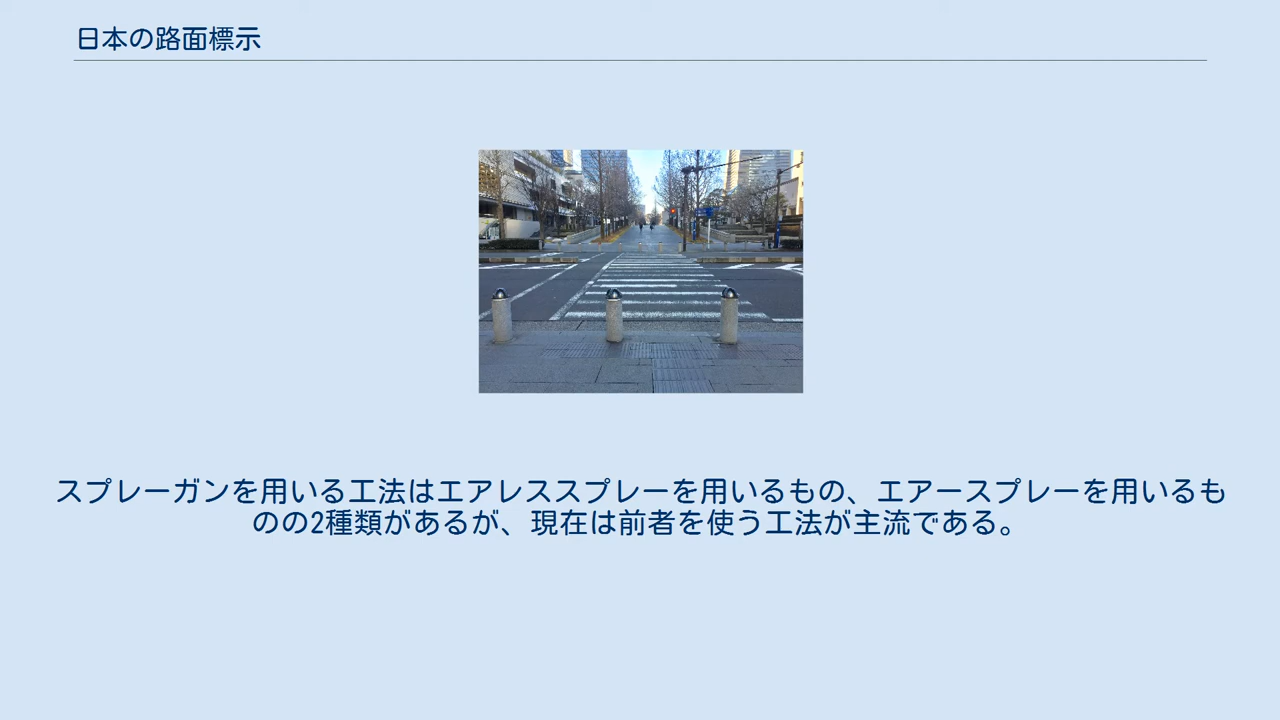 日本の路面標示
スプレーガンを用いる工法はエアレススプレーを用いるもの、エアースプレーを用いるも
のの2種類があるが、現在は前者を使う工法が主流である。